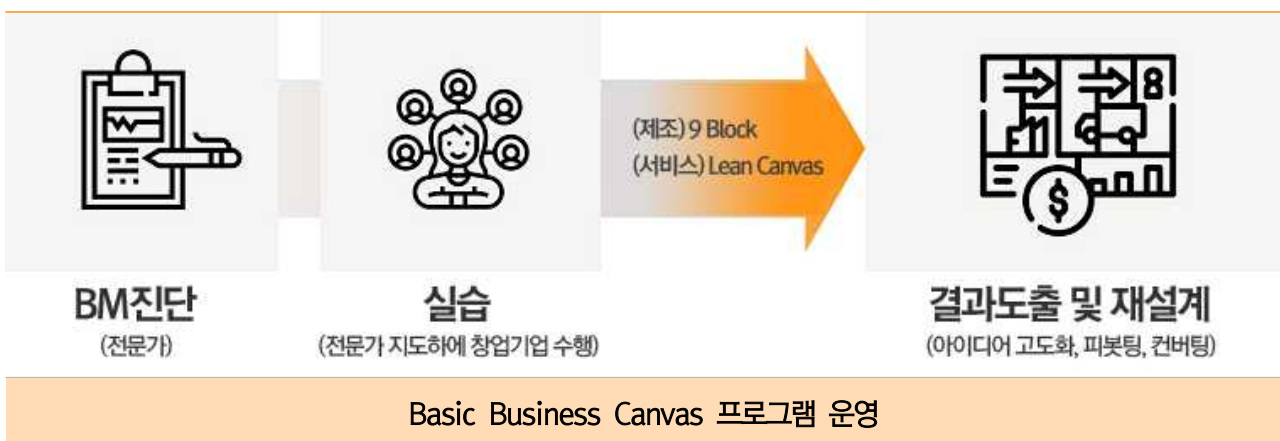 (제조) 9 Block
(서비스) Lean Canvas
8
$
BM진단
(전문가)
실습
(전문가 지도하에 창업기업 수행)
결과도출 및 재설계
(아이디어 고도화, 피봇팅, 컨버팅)
Basic Business Canvas 프로그램 운영